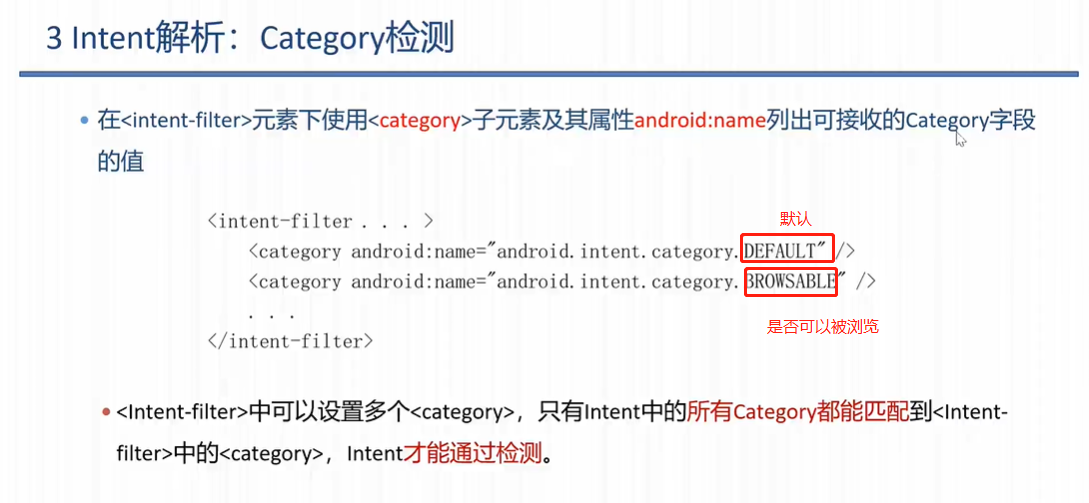 3 Intent解析：Category检测
• 在<intent-filter>元素下使用<category>子元素及其属性android:name列出可接收的Category字段
的值
<intent-filter . . . >
默认
<category android:name="android.intent.category.DEFAULT" />
<category android:name="android.intent.category.BROWSABLE" />
. . .
是否可以被浏览
</intent-filter>
• <Intent-filter>中可以设置多个<category>，只有Intent中的所有Category都能匹配到<Intent-
filter>中的<category>，Intent才能通过检测。